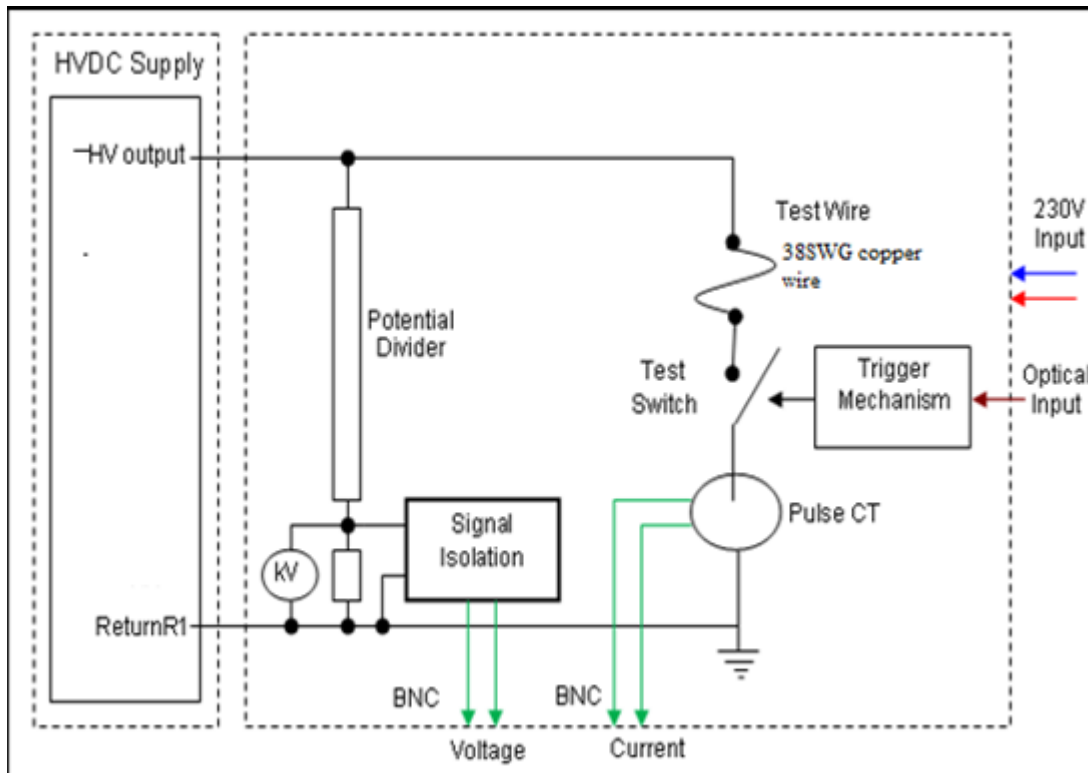 HVDC Supply
HV output
Test Wire
38SWG copper
wire
230V
Input
Potential
Divider
Test
Switch
Trigger
Mechanism
Optical
Input
Signal
Isolation
Pulse CT
KV
ReturnR1
BNC
BNC
Voltage
Current